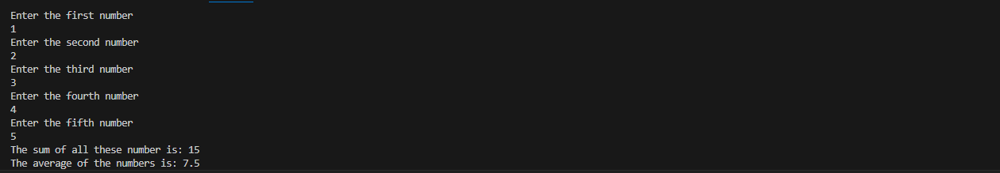 Enter the first number
1
Enter the second number
2
Enter the third number
3
Enter the fourth number
4
Enter the fifth number
5
The sum of all these number is: 15
The average of the numbers is: 7.5